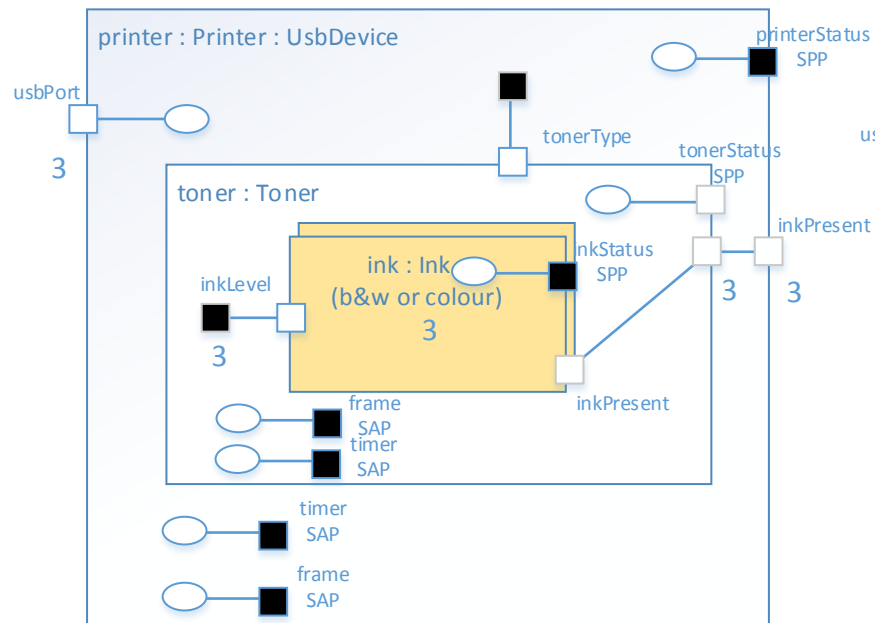 printer : Printer : UsbDevice
printerStatus
SPP
usbPort
3
tonerType
tonerStatus
SPP
us
toner : Toner
inkPresent
3
3
ink : Ink
(b&w or colour)
3
inkStatus
SPP
inkLevel
3
inkPresent
frame
SAP
timer
SAP
timer
SAP
frame
SAP